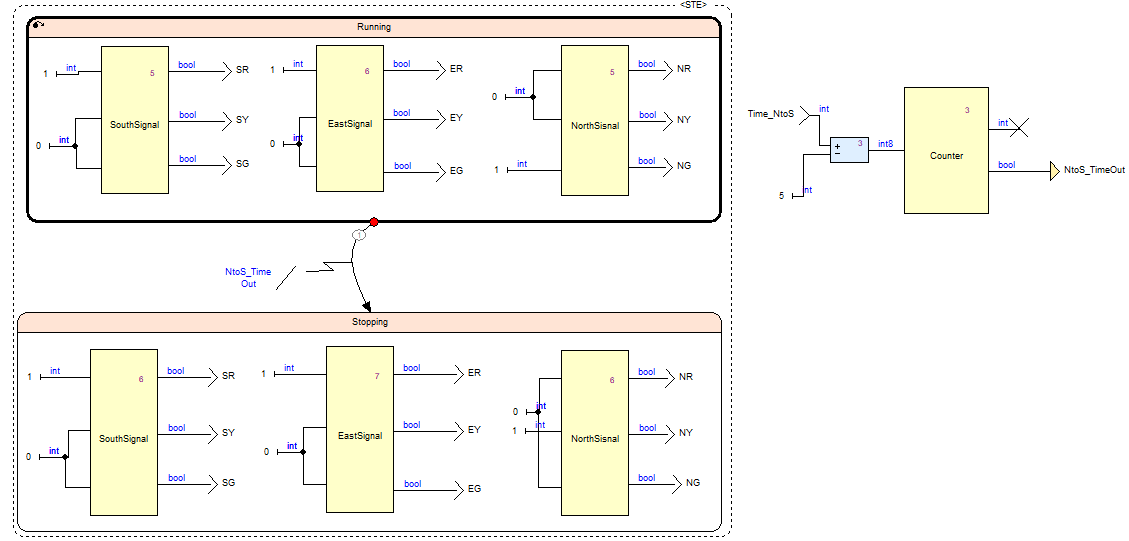 <STE>
Running
1 int 5 bool SR
SouthSignal
bool SY
0 int
bool SG
1 int 6 bool ER
EastSignal
bool EY
0 int
bool EG
5 bool NR
0 int
NorthSisnal
bool NY
1 int
bool NG
1
NtoS_Time
Out
Stopping
1 int 6 bool SR
SouthSignal
bool SY
0 int
bool SG
1 int 7 bool ER
EastSignal
bool EY
0 int
bool EG
6 bool NR
0 int
1 int
NorthSisnal
bool NY
bool NG
Time_NtoS int
+
−
3
int8
5 int
3
Counter
int
bool NtoS_TimeOut